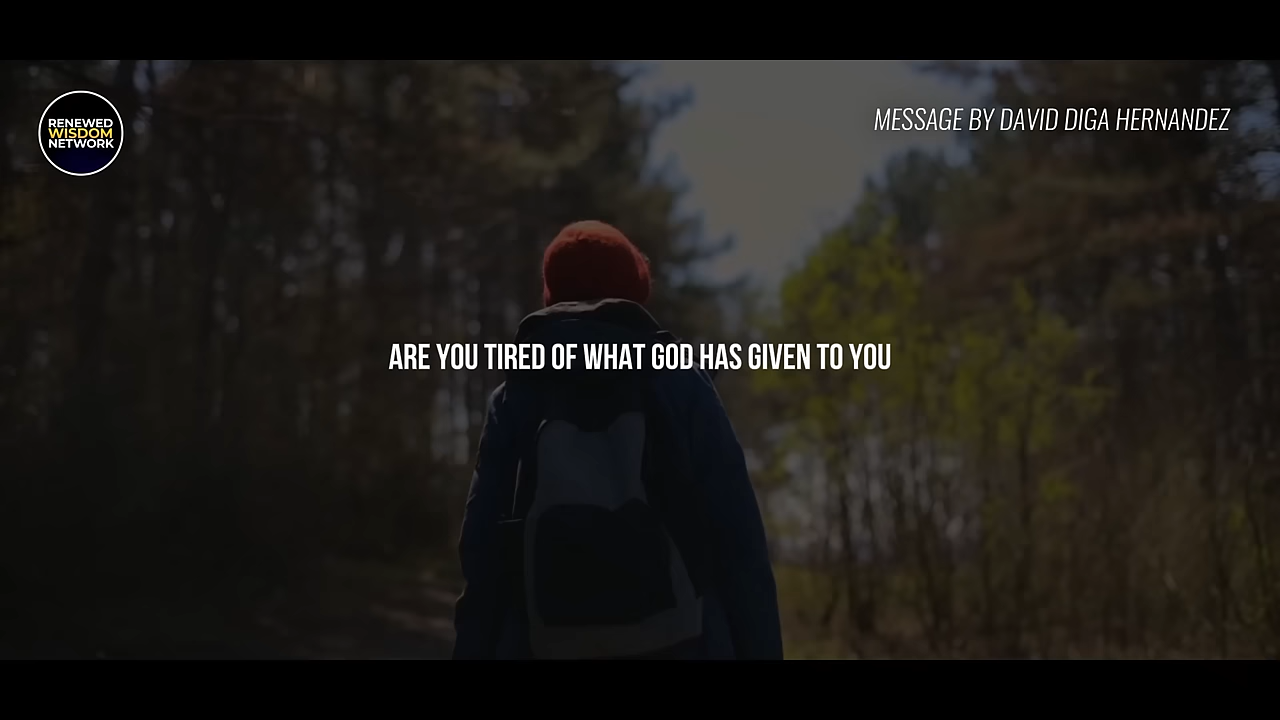 RENEWED
WISDOM
NETWORK
MESSAGE BY DAVID DIGA HERNANDEZ
ARE YOU TIRED OF WHAT GOD HAS GIVEN TO YOU